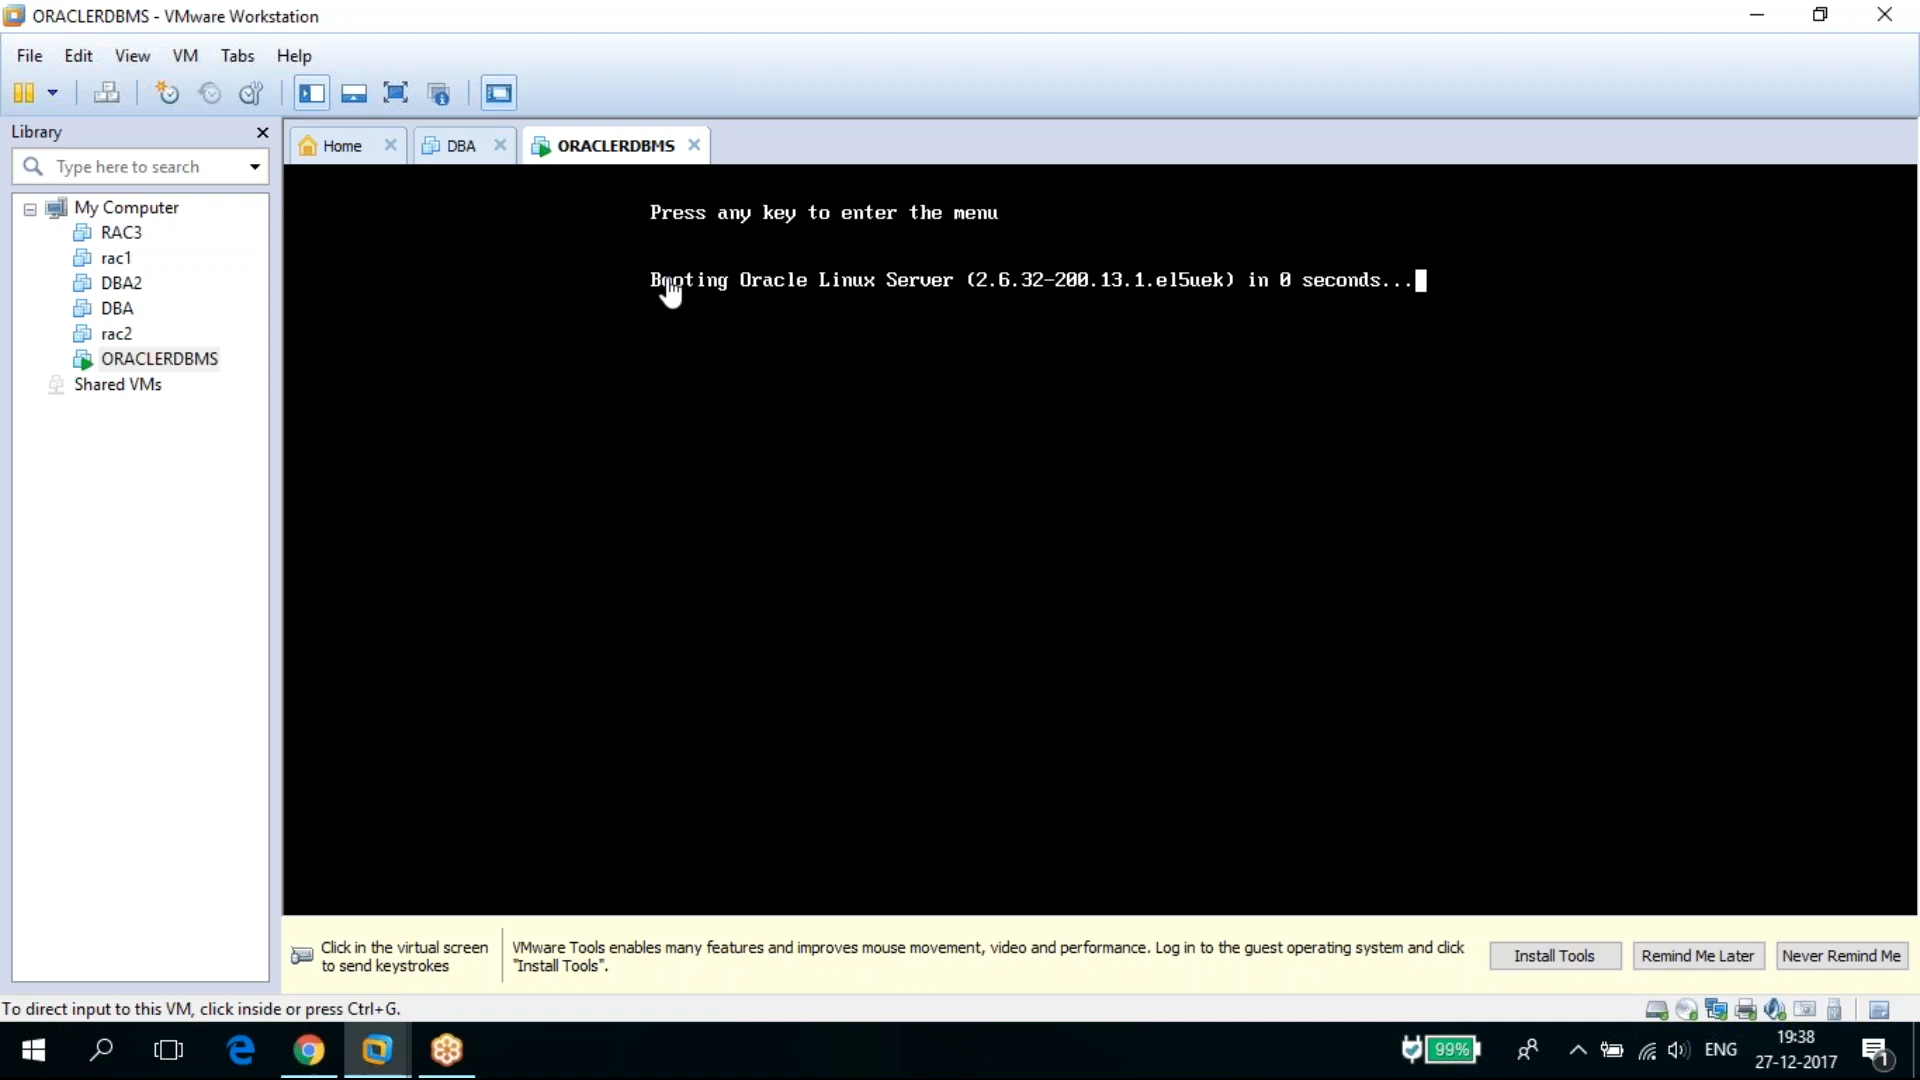 ORACLERDBMS - VMware Workstation
File Edit View VM Tabs Help
Library
Type here to search
My Computer
RAC3
rac1
DBA2
DBA
rac2
ORACLERDBMS
Shared VMs
Home DBA ORACLERDBMS
Press any key to enter the menu
Booting Oracle Linux Server (2.6.32-200.13.1.el5uek) in 0 seconds...
Click in the virtual screen
to send keystrokes
VMware Tools enables many features and improves mouse movement, video and performance. Log in to the guest operating system and click
"Install Tools".
Install Tools Remind Me Later Never Remind Me
To direct input to this VM, click inside or press Ctrl+G.
99% ENG
19:38
27-12-2017
1